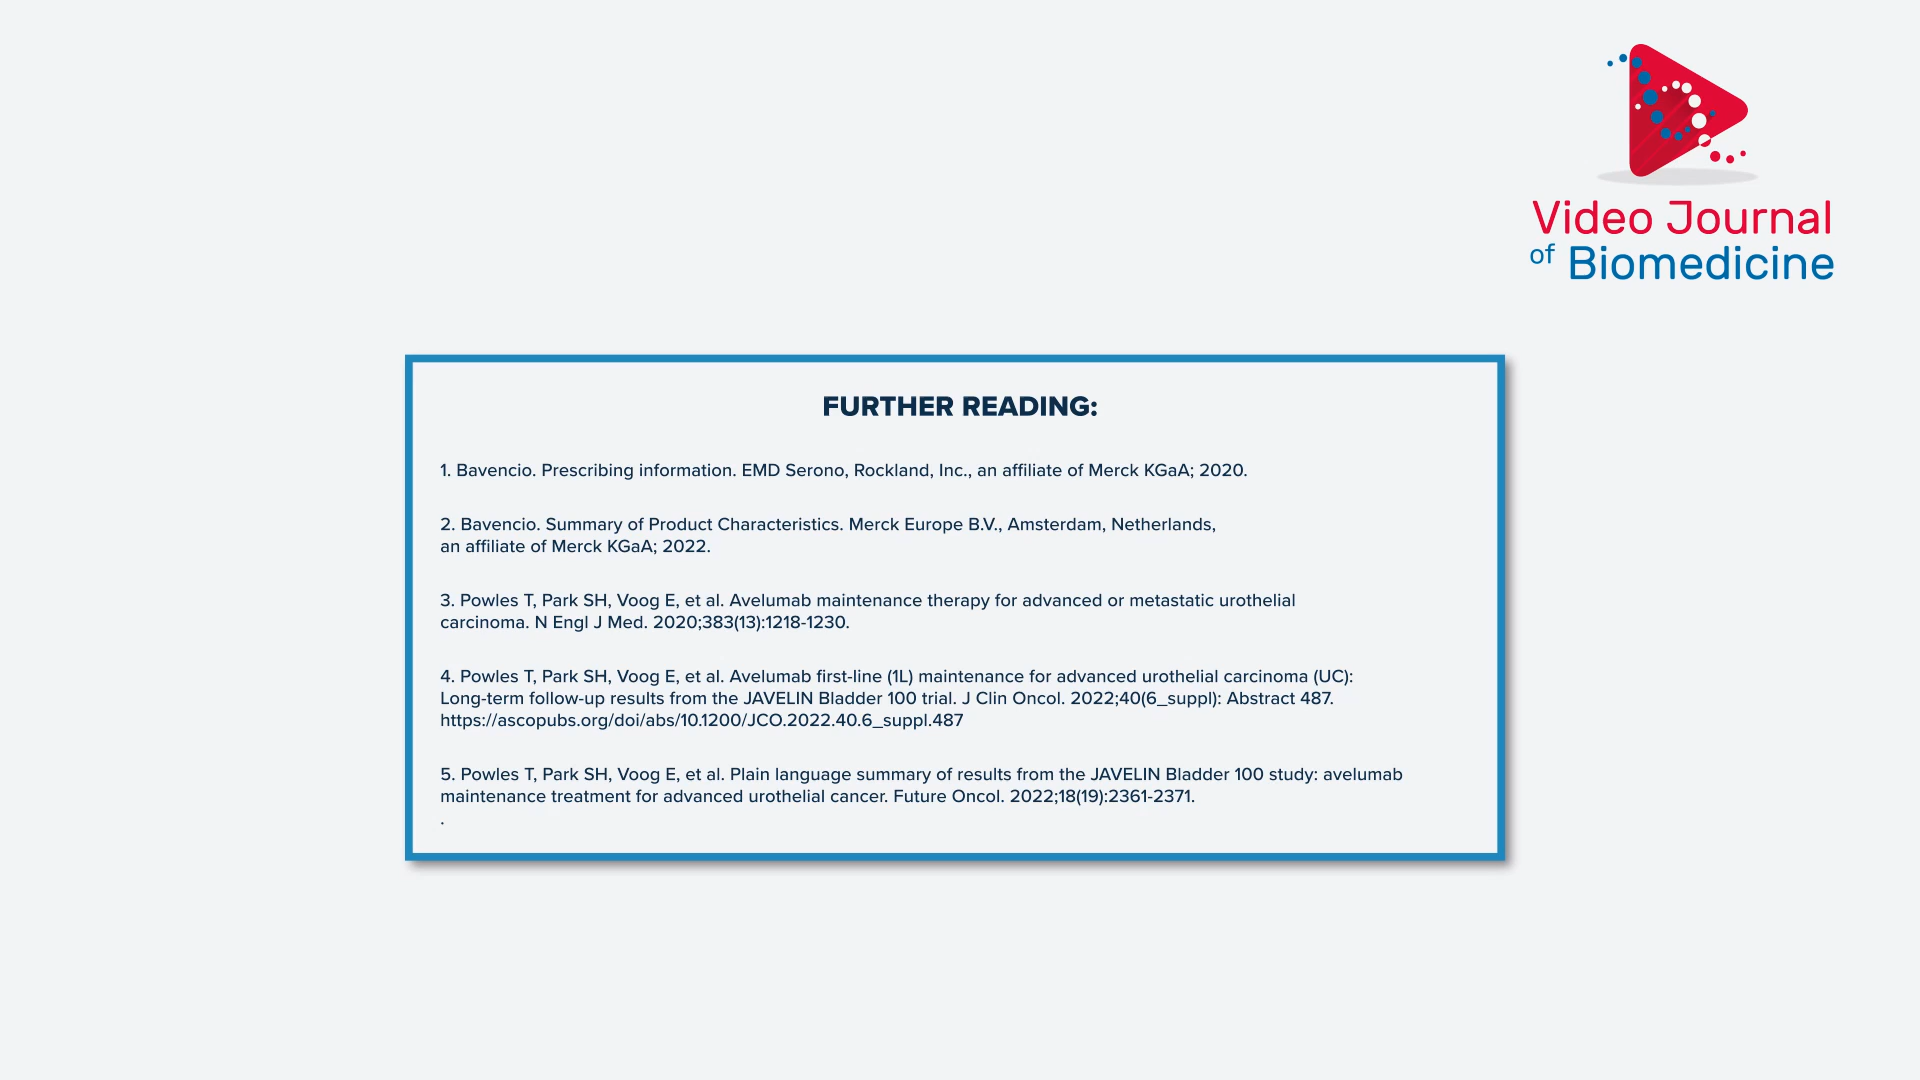 Video Journal
of Biomedicine
FURTHER READING:
1. Bavencio. Prescribing information. EMD Serono, Rockland, Inc., an affiliate of Merck KGaA; 2020.
2. Bavencio. Summary of Product Characteristics. Merck Europe B.V., Amsterdam, Netherlands,
an affiliate of Merck KGaA; 2022.
3. Powles T, Park SH, Voog E, et al. Avelumab maintenance therapy for advanced or metastatic urothelial
carcinoma. N Engl J Med. 2020;383(13):1218-1230.
4. Powles T, Park SH, Voog E, et al. Avelumab first-line (1L) maintenance for advanced urothelial carcinoma (UC):
Long-term follow-up results from the JAVELIN Bladder 100 trial. J Clin Oncol. 2022;40(6_suppl): Abstract 487.
https://ascopubs.org/doi/abs/10.1200/JCO.2022.40.6_suppl.487
5. Powles T, Park SH, Voog E, et al. Plain language summary of results from the JAVELIN Bladder 100 study: avelumab
maintenance treatment for advanced urothelial cancer. Future Oncol. 2022;18(19):2361-2371.
.